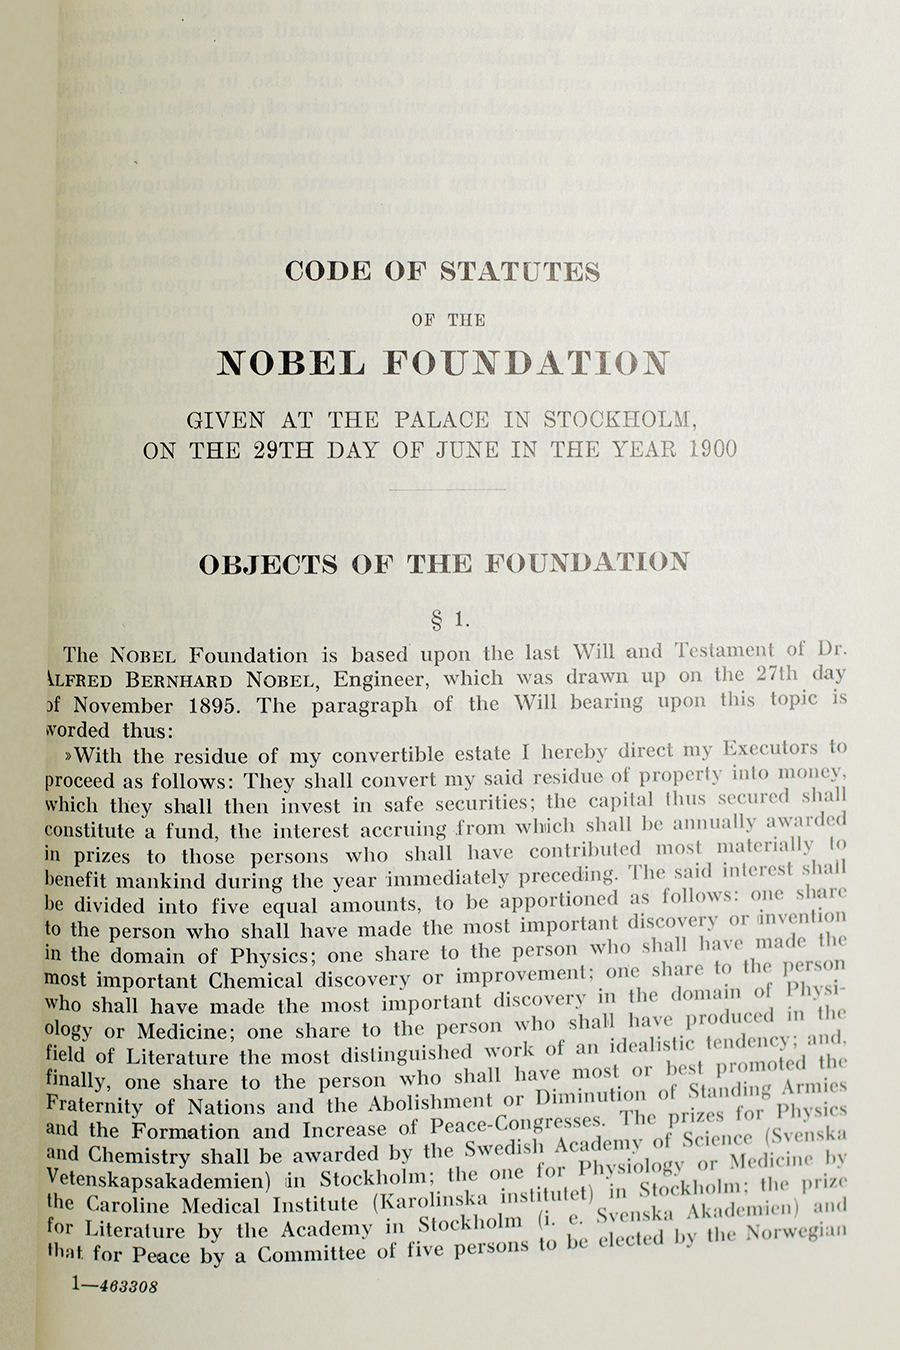 CODE OF STATUTES
OF THE
NOBEL FOUNDATION
GIVEN AT THE PALACE IN STOCKHOLM,
ON THE 29TH DAY OF JUNE IN THE YEAR 1900
OBJECTS OF THE FOUNDATION
§ 1.
The NOBEL Foundation is based upon the last Will and Testament of Dr.
ALFRED BERNHARD NOBEL, Engineer, which was drawn up on the 27th day
of November 1895. The paragraph of the Will bearing upon this topic is
worded thus:
»With the residue of my convertible estate I hereby direct my Executors to
proceed as follows: They shall convert my said residue of property into money,
which they shall then invest in safe securities; the capital thus secured shall
constitute a fund, the interest accruing from which shall be annually awarded
in prizes to those persons who shall have contributed most materially to
benefit mankind during the year immediately preceding. The said interest shall
be divided into five equal amounts, to be apportioned as follows: one share
to the person who shall have made the most important discovery or invention
in the domain of Physics; one share to the person who shall have made the
most important Chemical discovery or improvement; one share to the person
who shall have made the most important discovery in the domain of Physi-
ology or Medicine; one share to the person who shall have produced in the
field of Literature the most distinguished work of an idealistic tendency; and,
finally, one share to the person who shall have most or best promoted the
Fraternity of Nations and the Abolishment or Diminution of Standing Armies
and the Formation and Increase of Peace-Congresses. The prizes for Physics
and Chemistry shall be awarded by the Swedish Academy of Science (Svenska
Vetenskapsakademien) in Stockholm; the one for Physiology or Medicine by
the Caroline Medical Institute (Karolinska institutet) in Stockholm; the prize
for Literature by the Academy in Stockholm (i. e. Svenska Akademien) and
that for Peace by a Committee of five persons to be elected by the Norwegian
1—463308